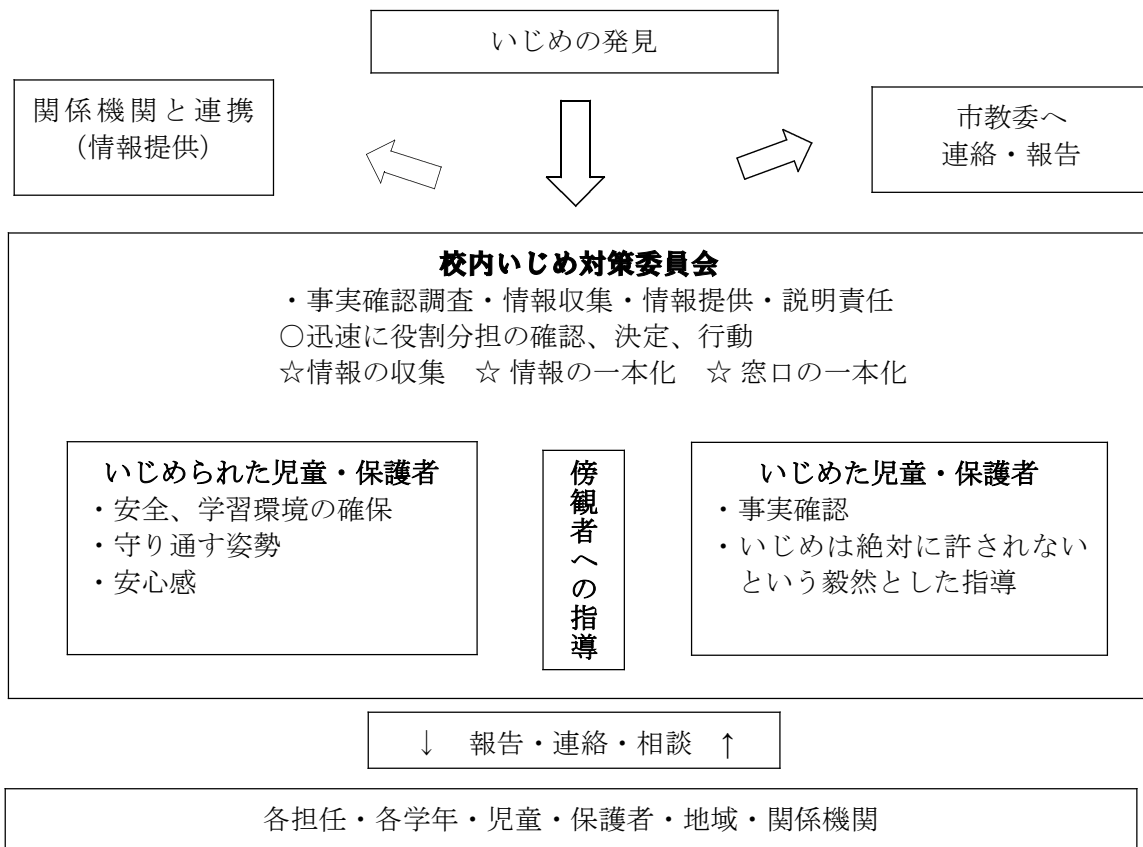 いじめの発見
関係機関と連携
（情報提供）
市教委へ
連絡・報告
校内いじめ対策委員会
・事実確認調査・情報収集・情報提供・説明責任
○迅速に役割分担の確認、決定、行動
☆情報の収集　☆ 情報の一本化　☆ 窓口の一本化
いじめられた児童・保護者
・安全、学習環境の確保
・守り通す姿勢
・安心感
傍観者への指導
いじめた児童・保護者
・事実確認
・いじめは絶対に許されない
という毅然とした指導
↓　報告・連絡・相談　↑
各担任・各学年・児童・保護者・地域・関係機関